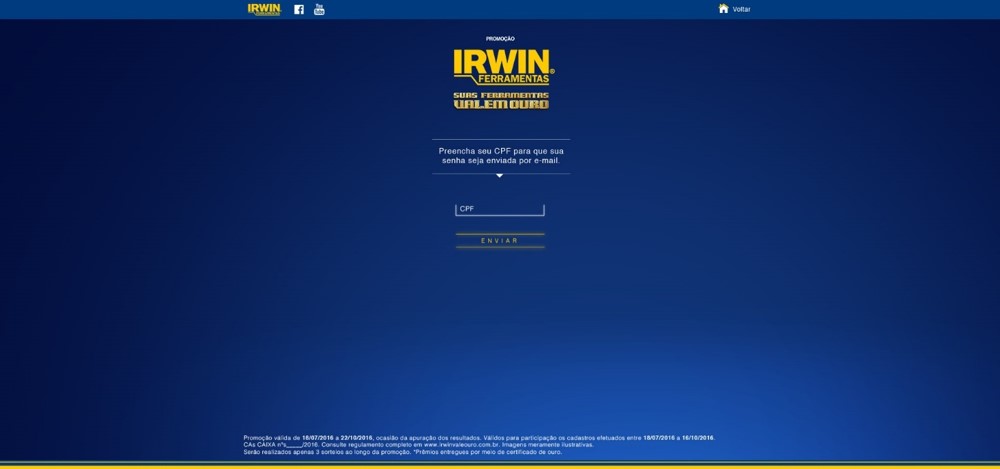 IRWIN
You
Tube
Voltar
PROMOÇÃO
IRWIN®
FERRAMENTAS
SUAS FERRAMENTAS
VALEM OURO
Preencha seu CPF para que sua
senha seja enviada por e-mail.
CPF
ENVIAR
Promoção válida de 16/07/2016 a 22/10/2016, ocasião da apuração dos resultados. Válidos para participação os cadastros efetuados entre 18/07/2016 à 16/10/2016.
CAs CAIXA nºs_____/2016. Consulte regulamento completo em www.irwinvaleouro.com.br. Imagens meramente ilustrativas.
Serão realizados apenas 3 sorteios ao longo da promoção. *Prêmios entregues por meio de certificado de ouro.